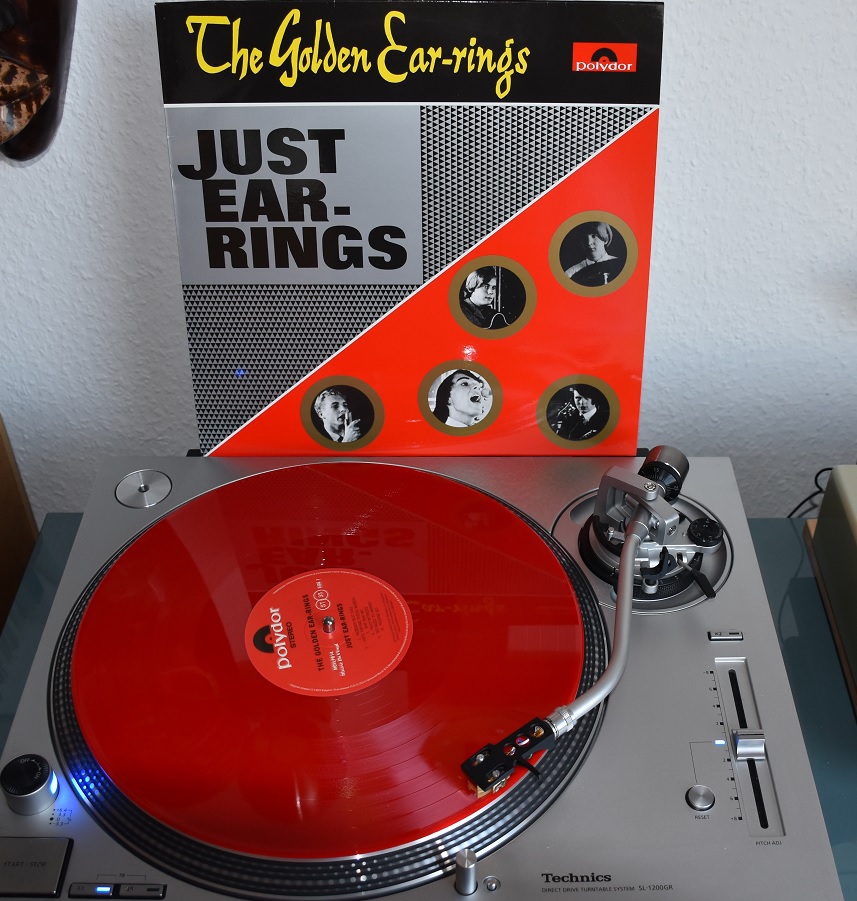 The Golden Ear-rings
polydor
JUST
EAR-
RINGS
polydor
STEREO
THE GOLDEN EAR-RINGS
JUST EAR-RINGS
RESET
PITCH ADJ
START • STOP
Technics
DIRECT DRIVE TURNTABLE SYSTEM SL-1200GR